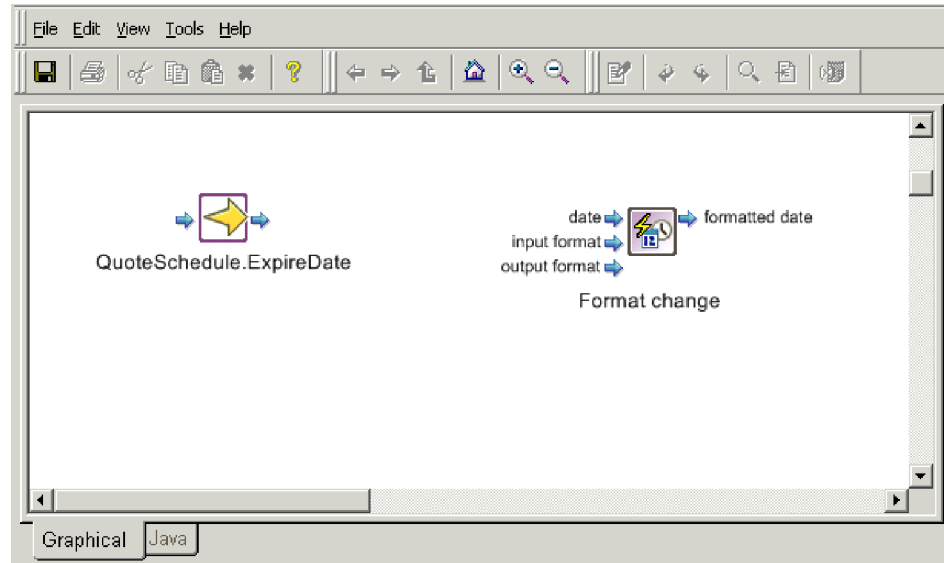 File Edit View Tools Help
QuoteSchedule.ExpireDate
date
formatted date
input format
output format
Format change
Graphical
Java